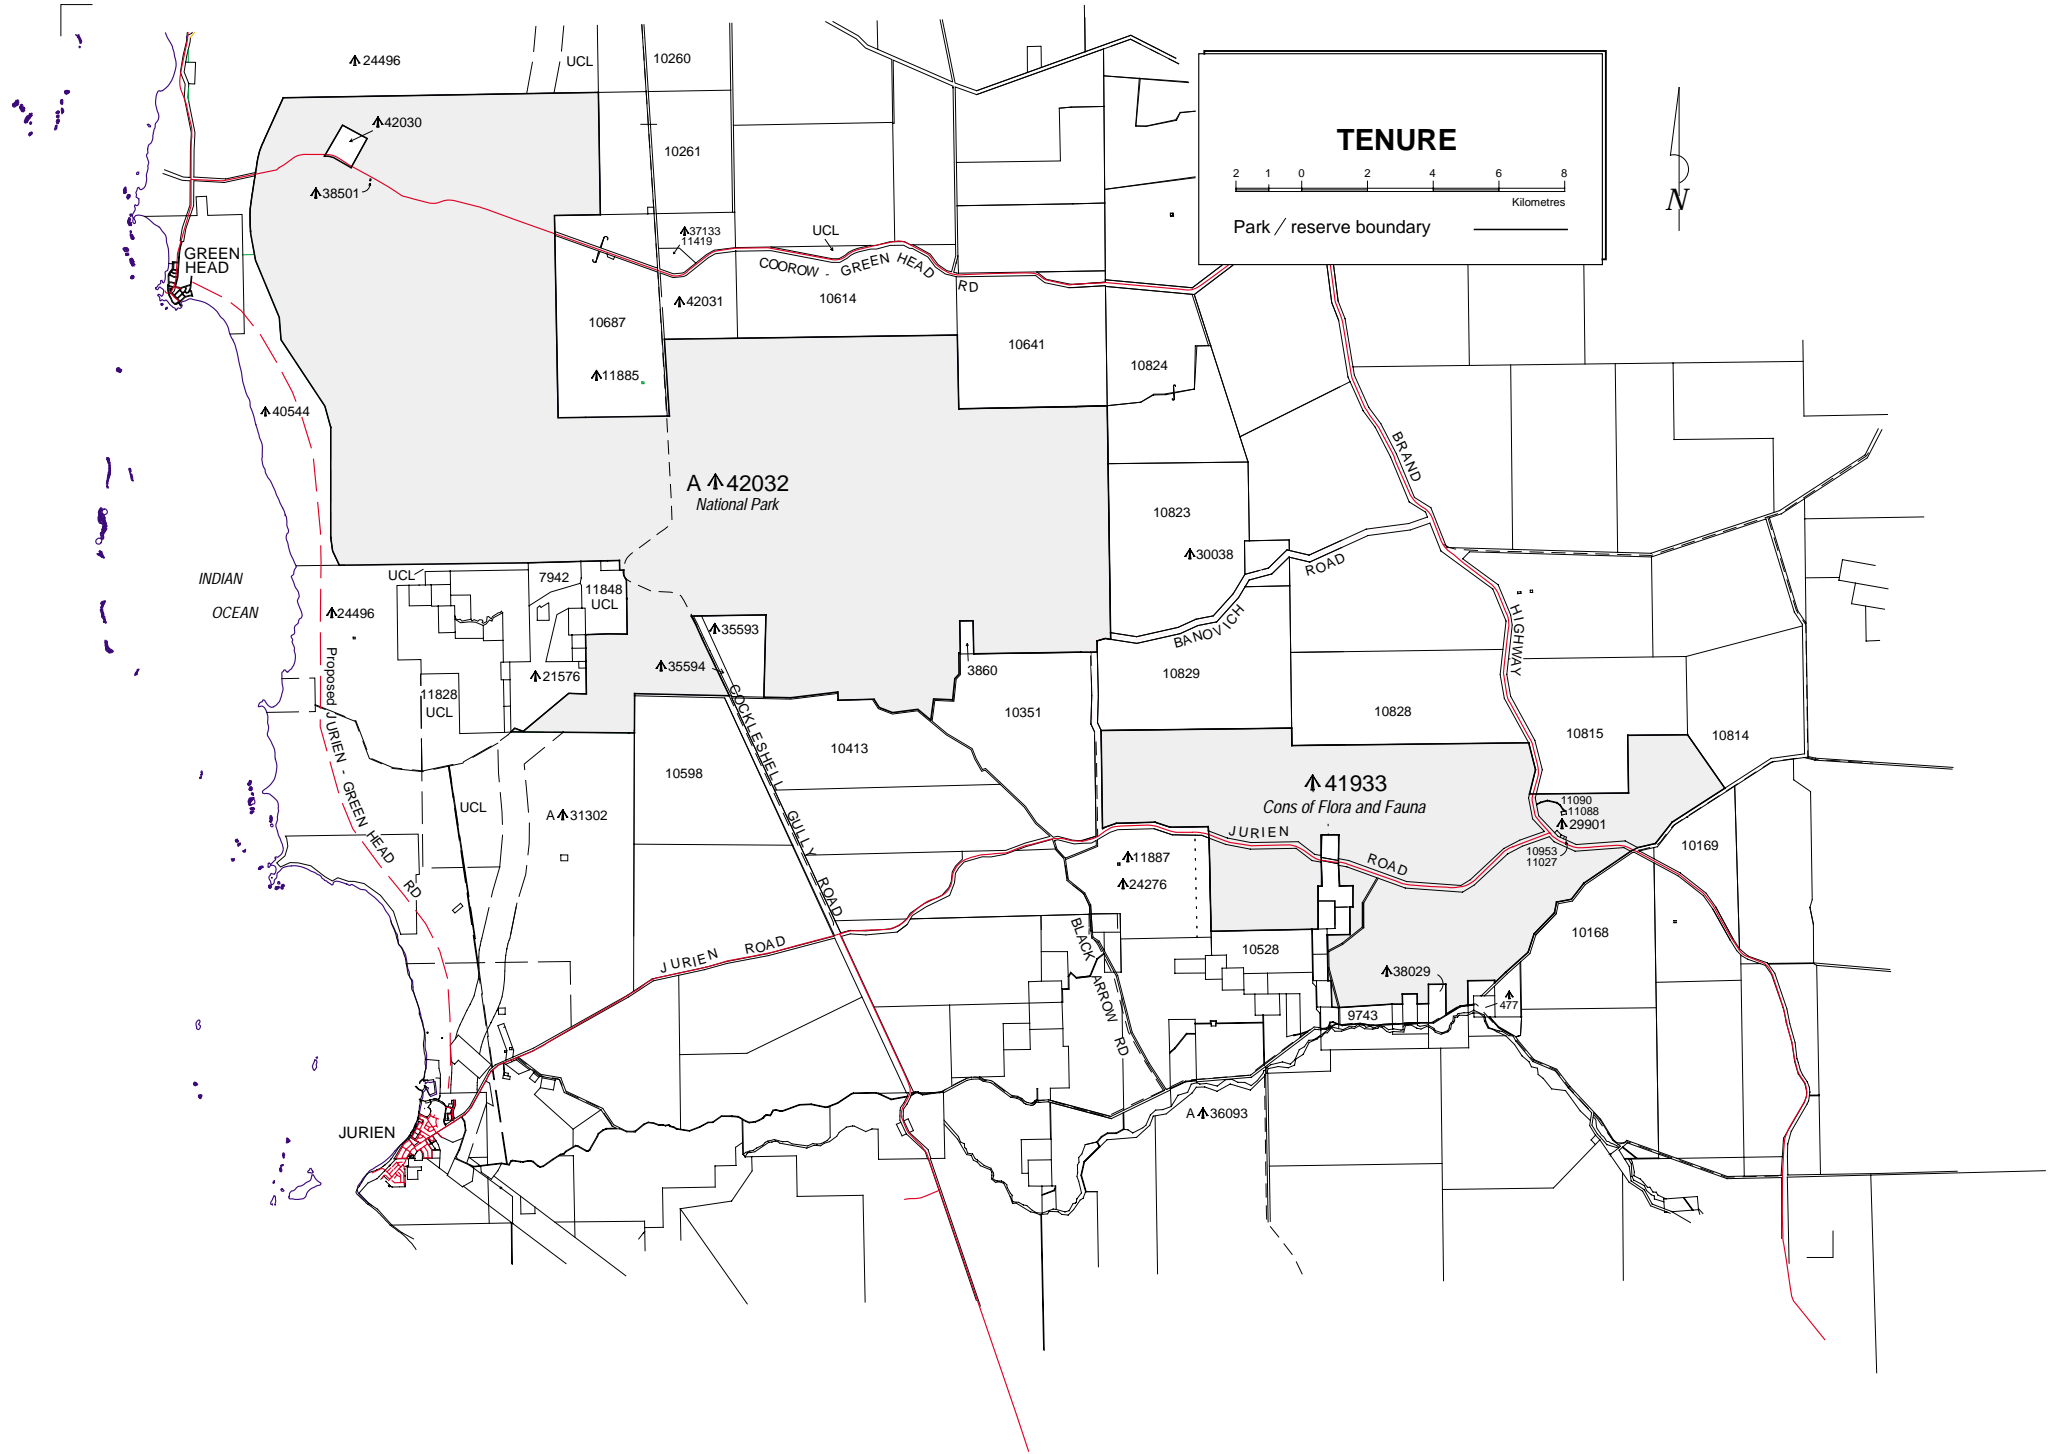 24496
UCL
10260
TENURE
2 1 0 2 4 6 8
Kilometres
Park / reserve boundary
N
42030
10261
38501
37133
11419
UCL
GREEN
HEAD
COOROW - GREEN HEAD RD
42031
10614
10687
10641
10824
11885
40544
BRAND HIGHWAY
A 42032
National Park
10823
30038
BANOVICH ROAD
INDIAN
OCEAN
UCL
7942
11848
UCL
24496
35593
35594
21576
3860
10829
11828
UCL
Proposed JURIEN - GREEN HEAD RD
COCKLESHELL GULLY ROAD
10351
10828
10815
10814
10413
10598
41933
Cons of Flora and Fauna
UCL
A 31302
11090
11088
29901
10953
11027
JURIEN ROAD
10169
11887
24276
BLACK ARROW RD
10168
JURIEN ROAD
10528
38029
477
9743
A 36093
JURIEN